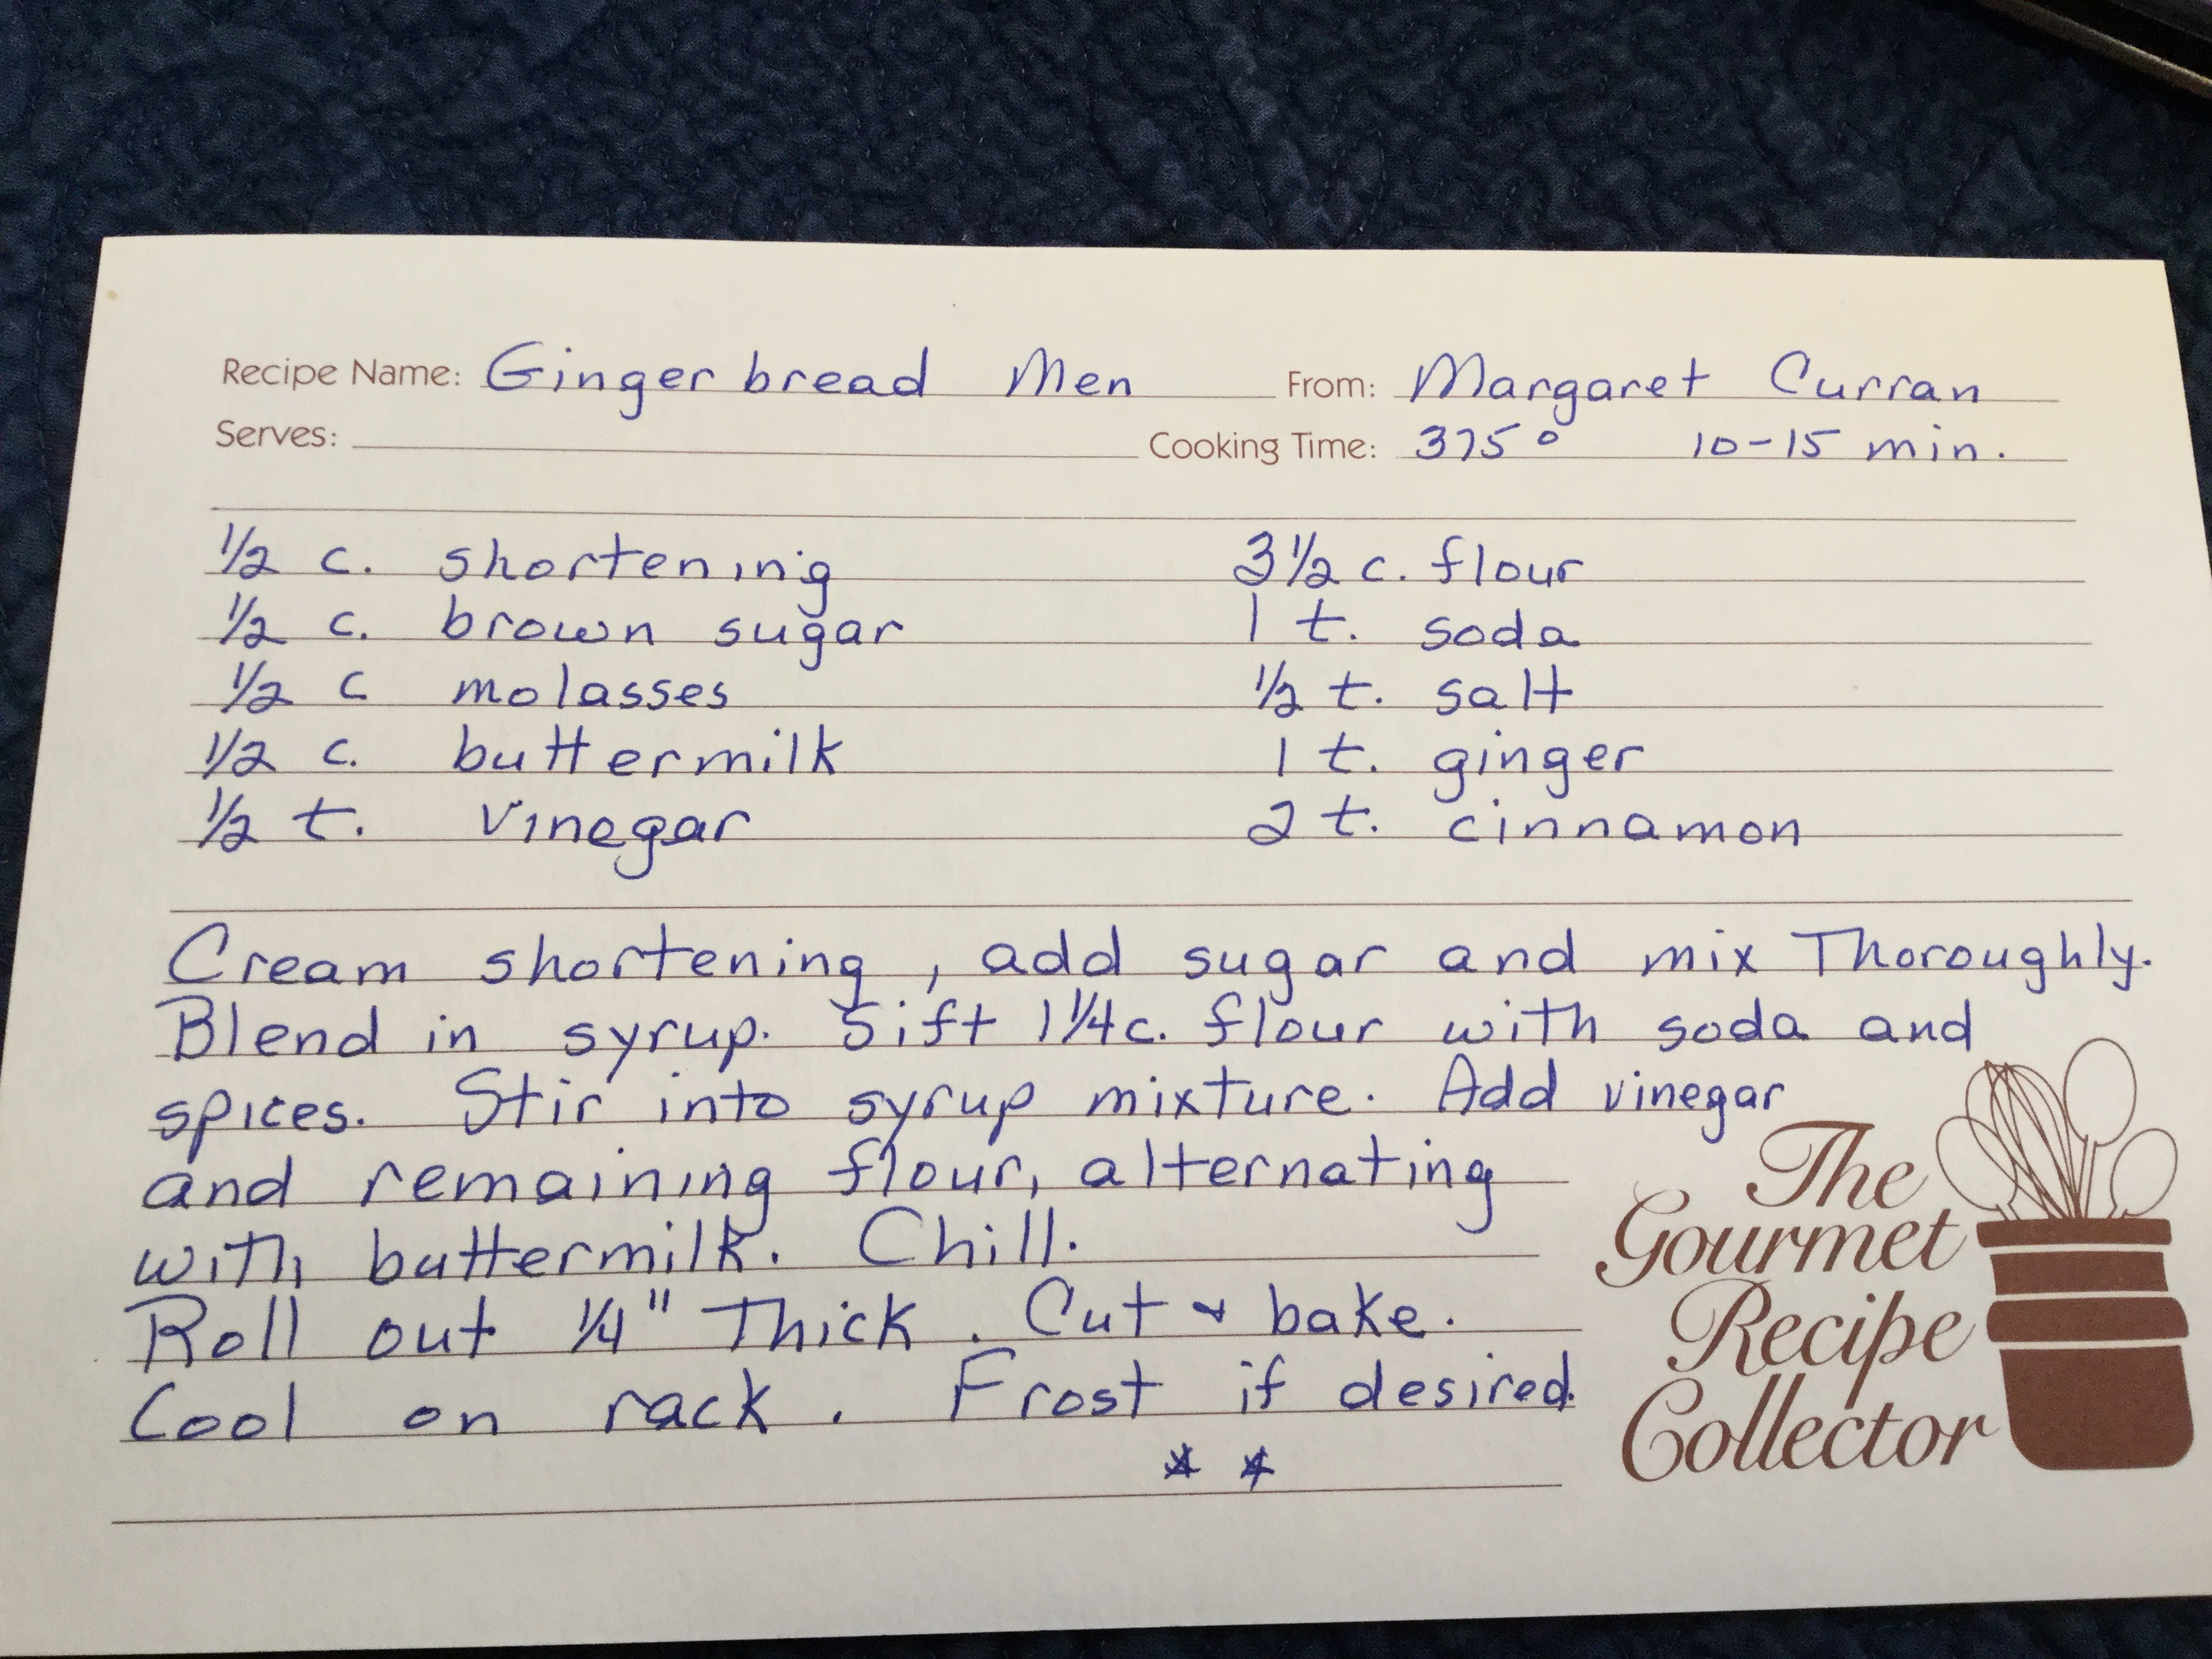 Recipe Name: Ginger bread Men From: Margaret Curran
Serves: Cooking Time: 375° 10-15 min.
1/2 c. shortening 3 1/2 c. flour
1/2 c. brown sugar 1 t. soda
1/2 c molasses 1/2 t. salt
1/2 c. buttermilk 1 t. ginger
1/2 t. vinegar 2 t. cinnamon
Cream shortening, add sugar and mix Thoroughly.
Blend in syrup. Sift 1 1/4 c. flour with soda and
spices. Stir into syrup mixture. Add vinegar
and remaining flour, alternating
with buttermilk. Chill.
Roll out 1/4" Thick. Cut & bake.
Cool on rack. Frost if desired.
* *
The
Gourmet
Recipe
Collector